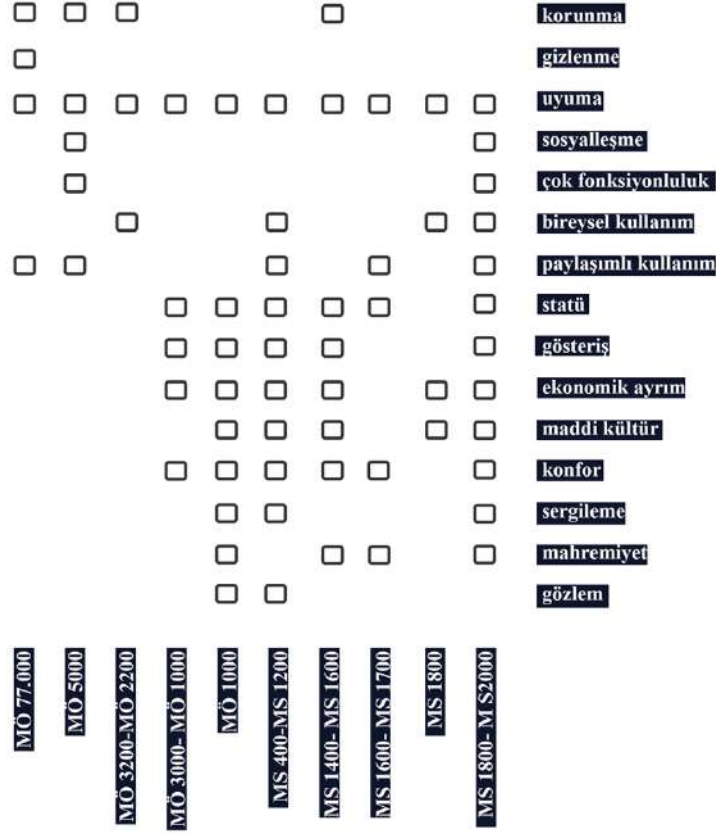 korunma
gizlenme
uyuma
sosyalleşme
çok fonksiyonluluk
bireysel kullanım
paylaşımlı kullanım
statü
gösteriş
ekonomik ayrım
maddi kültür
konfor
sergileme
mahremiyet
gözlem
MÖ 77.000
MÖ 5000
MÖ 3200-MÖ 2200
MÖ 3000- MÖ 1000
MÖ 1000
MS 400-MS 1200
MS 1400- MS 1600
MS 1600- MS 1700
MS 1800
MS 1800- M S2000